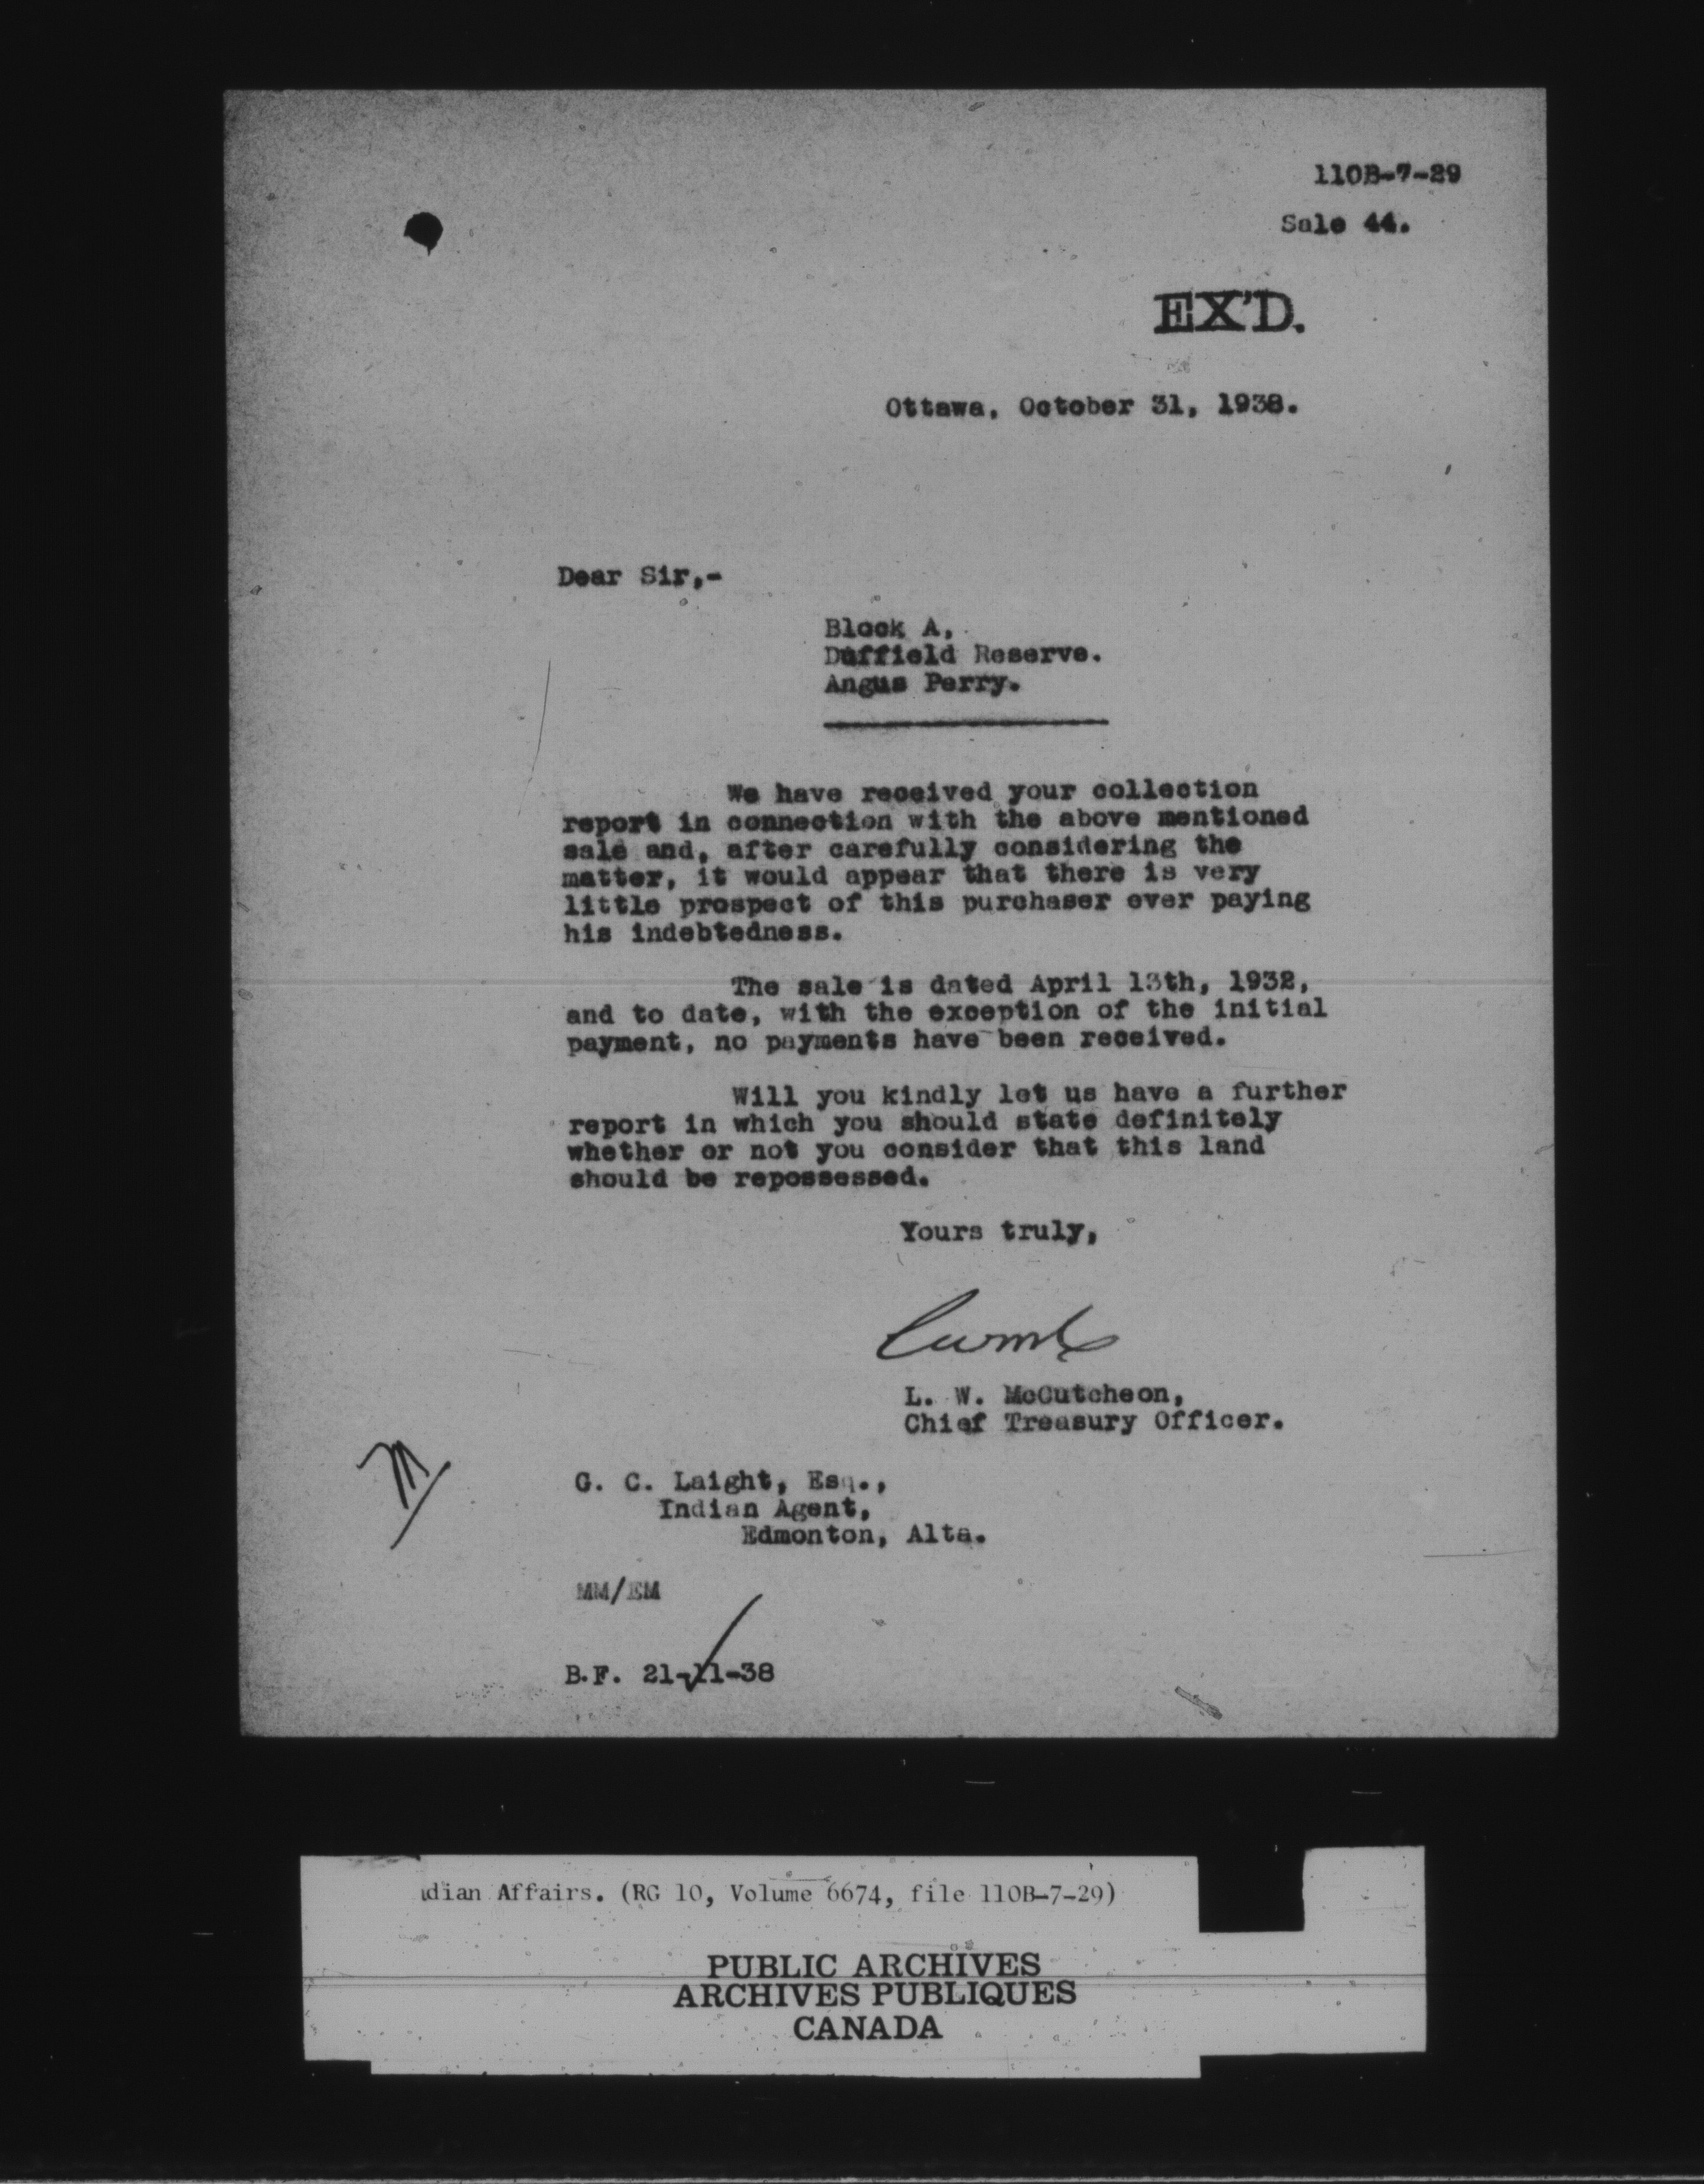 110B-7-29
Sale 44.
EX'D.
Ottawa, October 31, 1938.
Dear Sir,-
Block A,
Duffield Reserve.
Angus Perry.
We have received your collection
report in connection with the above mentioned
sale and, after carefully considering the
matter, it would appear that there is very
little prospect of this purchaser ever paying
his indebtedness.
The sale is dated April 13th, 1932,
and to date, with the exception of the initial
payment, no payments have been received.
Will you kindly let us have a further
report in which you should state definitely
whether or not you consider that this land
should be repossessed.
Yours truly,
L. W. McCutcheon,
Chief Treasury Officer.
G. C. Laight, Esq.,
Indian Agent,
Edmonton, Alta.
MM/EM
B.F. 21-11-38
dian Affairs. (RG 10, Volume 6674, file 110B-7-29)
PUBLIC ARCHIVES
ARCHIVES PUBLIQUES
CANADA